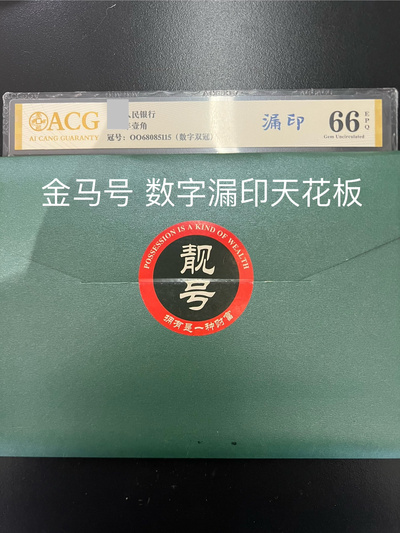 ACG
AI CANG GUARANTY
人民银行
壹角
冠号：OO68085115（数字双冠
漏印
66 EPQ
Gem Uncirculated
金马号 数字漏印天花板
POSSESSION IS A KIND OF WEALTH
靓号
拥有是一种财富